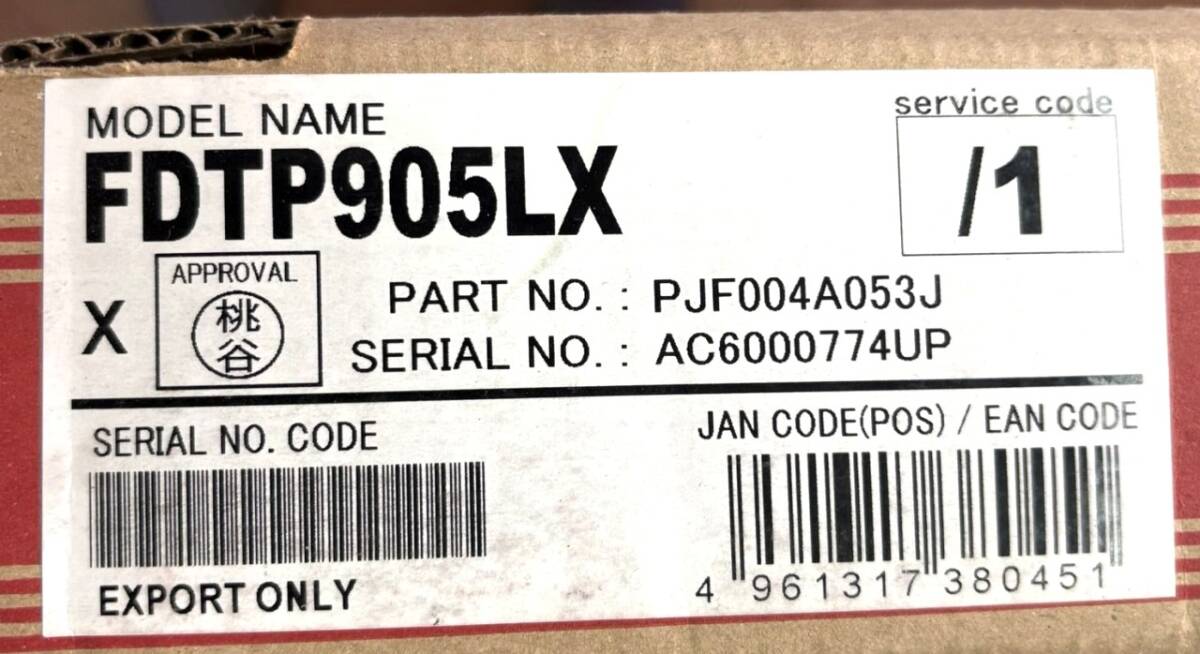 MODEL NAME
FDTP905LX
service code
/1
X
APPROVAL
桃
谷
PART NO. : PJF004A053J
SERIAL NO. : AC6000774UP
SERIAL NO. CODE
JAN CODE(POS) / EAN CODE
EXPORT ONLY
4 961317 380451